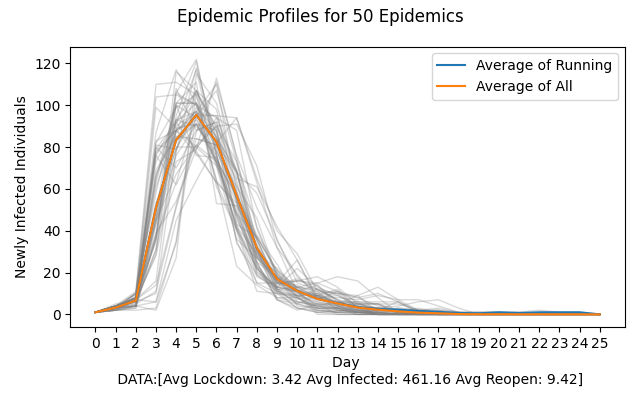 Epidemic Profiles for 50 Epidemics
Newly Infected Individuals
120
100
80
60
40
20
0
Average of Running
Average of All
0 1 2 3 4 5 6 7 8 9 10 11 12 13 14 15 16 17 18 19 20 21 22 23 24 25
Day
DATA:[Avg Lockdown: 3.42 Avg Infected: 461.16 Avg Reopen: 9.42]